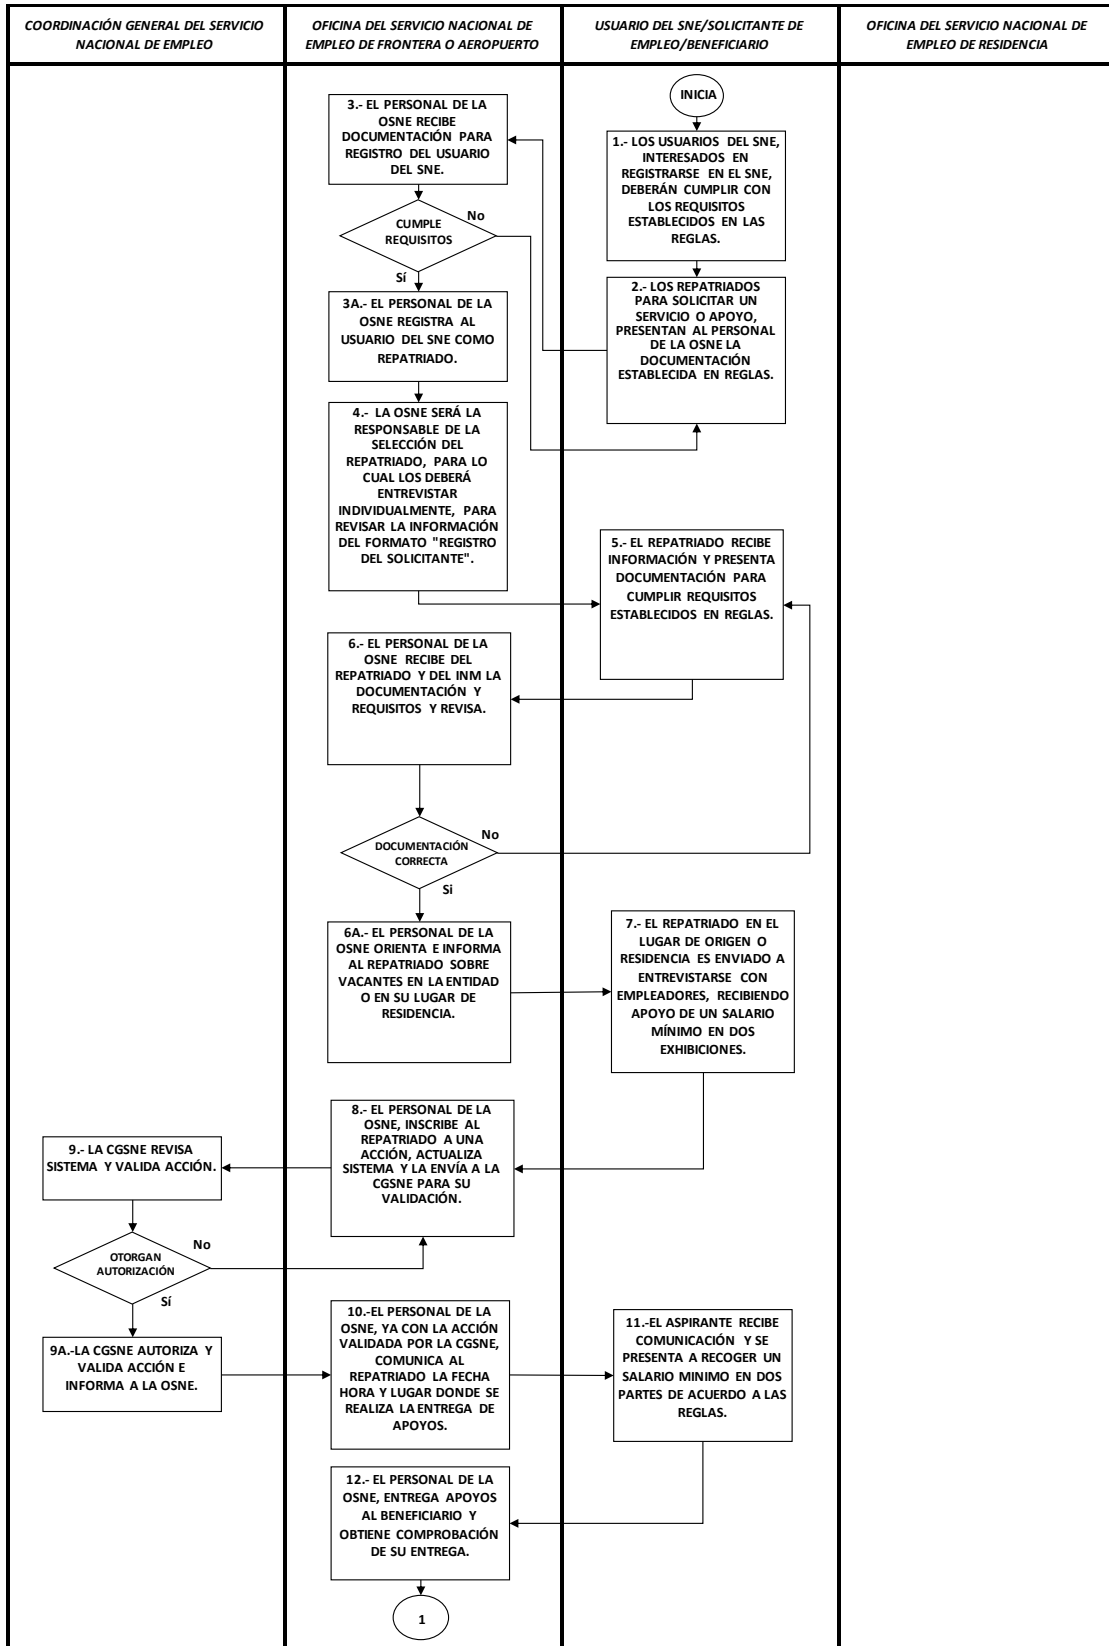 COORDINACIÓN GENERAL DEL SERVICIO
NACIONAL DE EMPLEO
OFICINA DEL SERVICIO NACIONAL DE
EMPLEO DE FRONTERA O AEROPUERTO
USUARIO DEL SNE/SOLICITANTE DE
EMPLEO/BENEFICIARIO
OFICINA DEL SERVICIO NACIONAL DE
EMPLEO DE RESIDENCIA
INICIA
1.- LOS USUARIOS DEL SNE,
INTERESADOS EN
REGISTRARSE EN EL SNE,
DEBERÁN CUMPLIR CON
LOS REQUISITOS
ESTABLECIDOS EN LAS
REGLAS.
2.- LOS REPATRIADOS
PARA SOLICITAR UN
SERVICIO O APOYO,
PRESENTAN AL PERSONAL
DE LA OSNE LA
DOCUMENTACIÓN
ESTABLECIDA EN REGLAS.
3.- EL PERSONAL DE LA
OSNE RECIBE
DOCUMENTACIÓN PARA
REGISTRO DEL USUARIO
DEL SNE.
CUMPLE
REQUISITOS
No
Sí
3A.- EL PERSONAL DE LA
OSNE REGISTRA AL
USUARIO DEL SNE COMO
REPATRIADO.
4.- LA OSNE SERÁ LA
RESPONSABLE DE LA
SELECCIÓN DEL
REPATRIADO, PARA LO
CUAL LOS DEBERÁ
ENTREVISTAR
INDIVIDUALMENTE, PARA
REVISAR LA INFORMACIÓN
DEL FORMATO "REGISTRO
DEL SOLICITANTE".
5.- EL REPATRIADO RECIBE
INFORMACIÓN Y PRESENTA
DOCUMENTACIÓN PARA
CUMPLIR REQUISITOS
ESTABLECIDOS EN REGLAS.
6.- EL PERSONAL DE LA
OSNE RECIBE DEL
REPATRIADO Y DEL INM LA
DOCUMENTACIÓN Y
REQUISITOS Y REVISA.
DOCUMENTACIÓN
CORRECTA
No
Si
6A.- EL PERSONAL DE LA
OSNE ORIENTA E INFORMA
AL REPATRIADO SOBRE
VACANTES EN LA ENTIDAD
O EN SU LUGAR DE
RESIDENCIA.
7.- EL REPATRIADO EN EL
LUGAR DE ORIGEN O
RESIDENCIA ES ENVIADO A
ENTREVISTARSE CON
EMPLEADORES, RECIBIENDO
APOYO DE UN SALARIO
MÍNIMO EN DOS
EXHIBICIONES.
8.- EL PERSONAL DE LA
OSNE, INSCRIBE AL
REPATRIADO A UNA
ACCIÓN, ACTUALIZA
SISTEMA Y LA ENVÍA A LA
CGSNE PARA SU
VALIDACIÓN.
9.- LA CGSNE REVISA
SISTEMA Y VALIDA ACCIÓN.
OTORGAN
AUTORIZACIÓN
No
Sí
9A.-LA CGSNE AUTORIZA Y
VALIDA ACCIÓN E
INFORMA A LA OSNE.
10.-EL PERSONAL DE LA
OSNE, YA CON LA ACCIÓN
VALIDADA POR LA CGSNE,
COMUNICA AL
REPATRIADO LA FECHA
HORA Y LUGAR DONDE SE
REALIZA LA ENTREGA DE
APOYOS.
11.-EL ASPIRANTE RECIBE
COMUNICACIÓN Y SE
PRESENTA A RECOGER UN
SALARIO MINIMO EN DOS
PARTES DE ACUERDO A LAS
REGLAS.
12.- EL PERSONAL DE LA
OSNE, ENTREGA APOYOS
AL BENEFICIARIO Y
OBTIENE COMPROBACIÓN
DE SU ENTREGA.
1